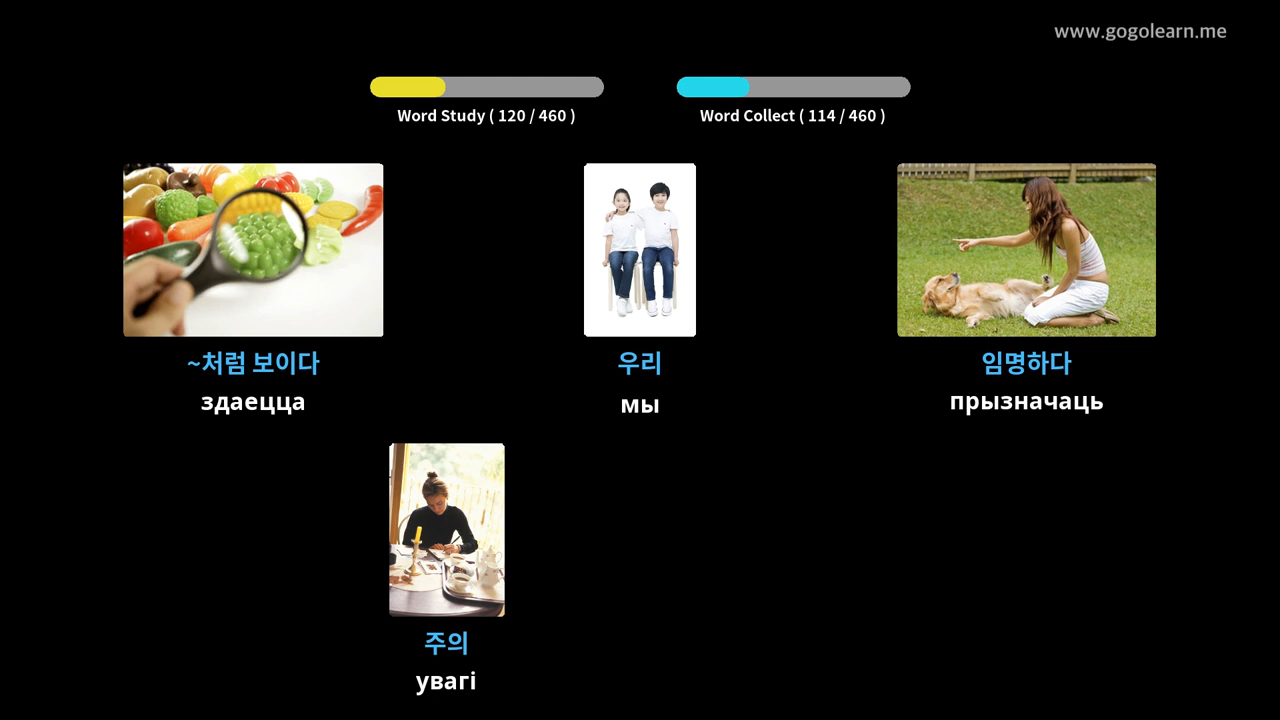 www.gogolearn.me
Word Study ( 120 / 460 )
Word Collect ( 114 / 460 )
~처럼 보이다
здаецца
우리
мы
임명하다
прызначаць
주의
увагі